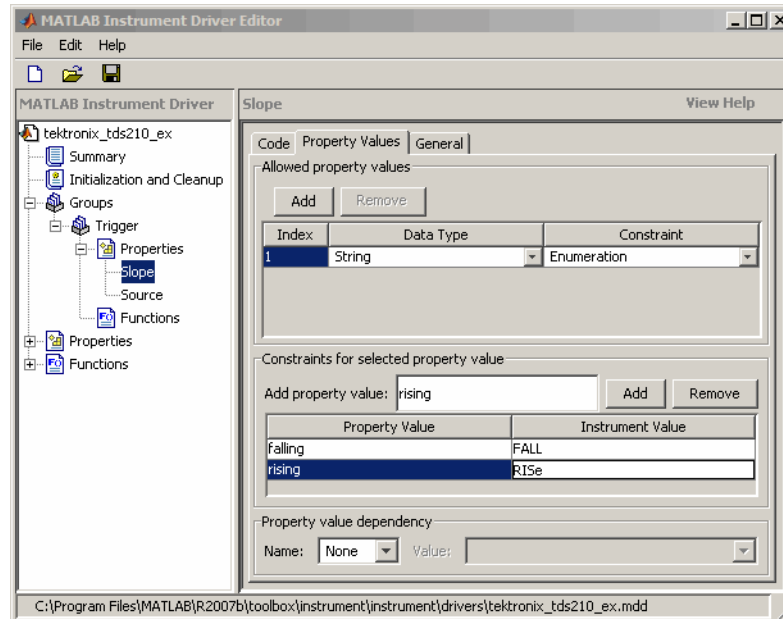 MATLAB Instrument Driver Editor
File Edit Help
MATLAB Instrument Driver
Slope View Help
tektronix_tds210_ex
Summary
Initialization and Cleanup
Groups
Trigger
Properties
Slope
Source
Functions
Properties
Functions
Code Property Values General
Allowed property values
Add Remove
Index Data Type Constraint
1 String Enumeration
Constraints for selected property value
Add property value: rising Add Remove
Property Value Instrument Value
falling FALL
rising RISe
Property value dependency
Name: None Value:
C:\Program Files\MATLAB\R2007b\toolbox\instrument\instrument\drivers\tektronix_tds210_ex.mdd